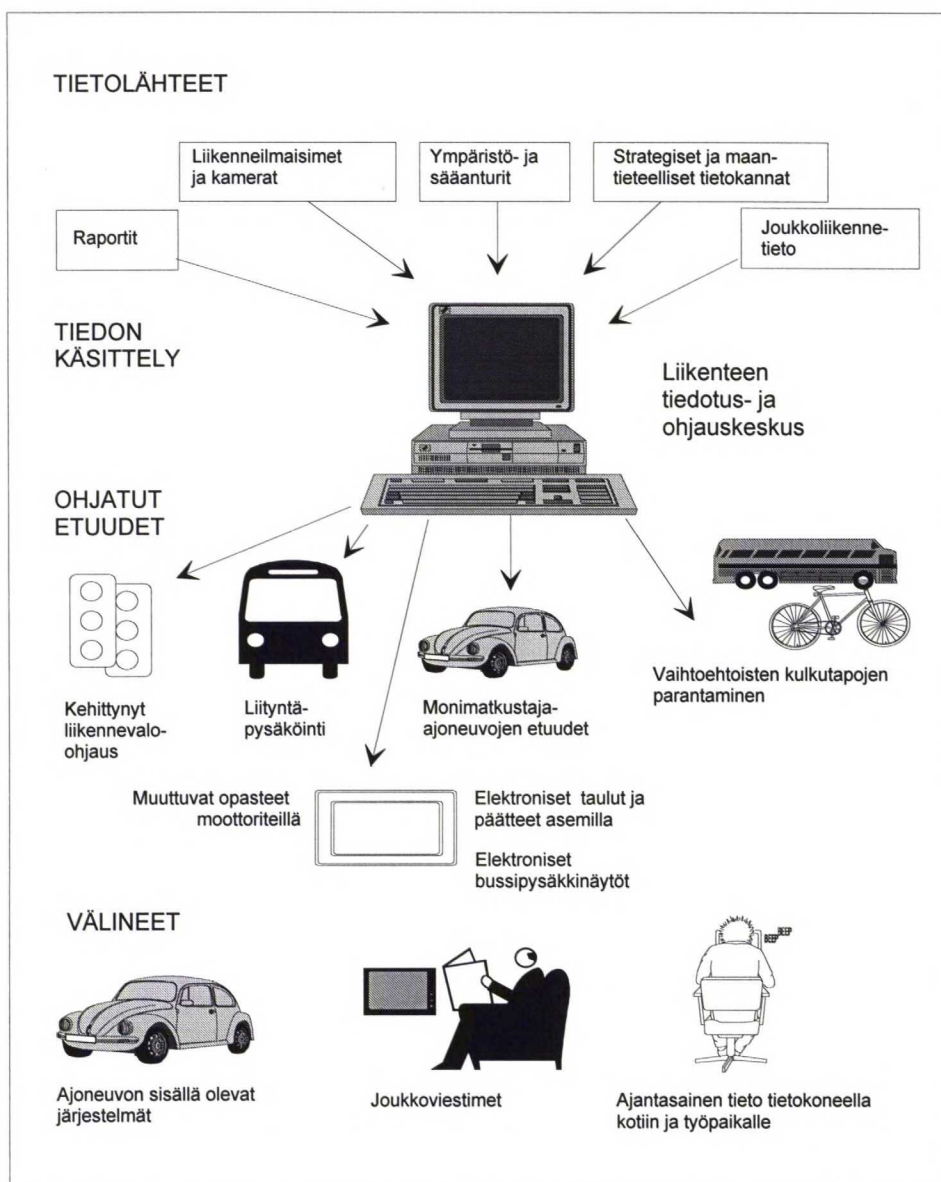 TIETOLÄHTEET
Liikenneilmaisimet
ja kamerat
Ympäristö- ja
sääanturit
Strategiset ja maan-
tieteelliset tietokannat
Raportit
Joukkoliikenne-
tieto
TIEDON
KÄSITTELY
Liikenteen
tiedotus- ja
ohjauskeskus
OHJATUT
ETUUDET
Kehittynyt
liikennevalo-
ohjaus
Liityntä-
pysäköinti
Monimatkustaja-
ajoneuvojen etuudet
Vaihtoehtoisten kulkutapojen
parantaminen
Muuttuvat opasteet
moottoriteillä
Elektroniset taulut ja
päätteet asemilla
Elektroniset
bussipysäkkinäytöt
VÄLINEET
BEEP BEEP
Ajoneuvon sisällä olevat
järjestelmät
Joukkoviestimet
Ajantasainen tieto tietokoneella
kotiin ja työpaikalle